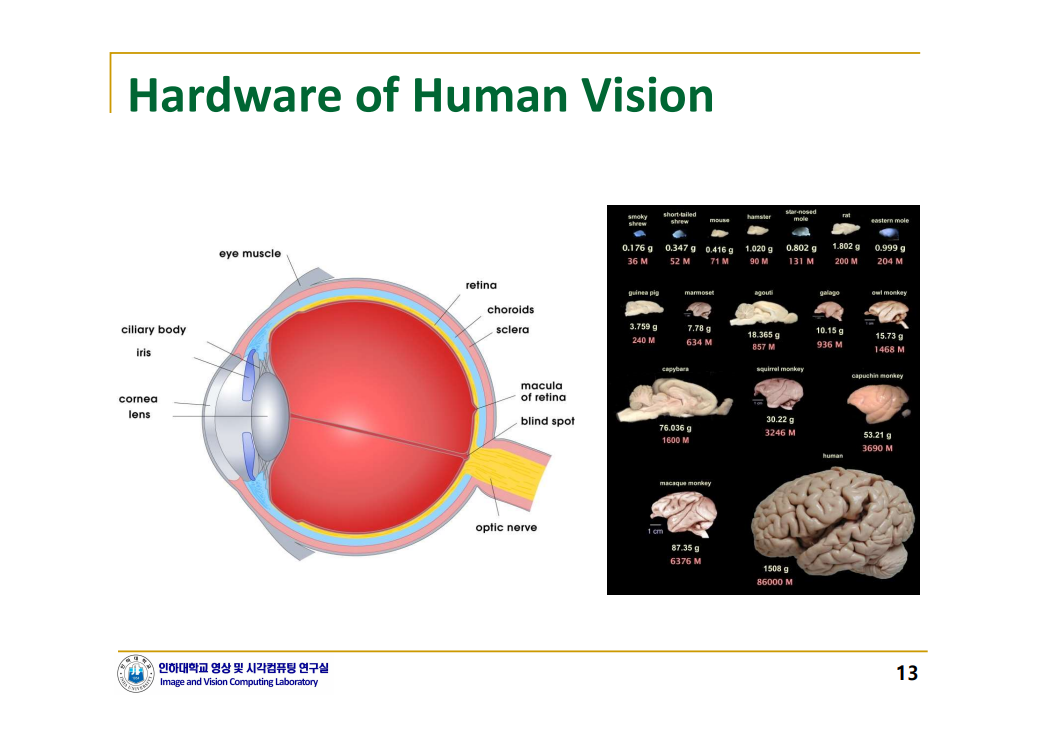 Hardware of Human Vision
eye muscle
retina
choroids
sclera
ciliary body
iris
cornea
lens
macula
of retina
blind spot
optic nerve
smoky
shrew
0.176 g
36 M
short-tailed
shrew
0.347 g
52 M
mouse
0.416 g
71 M
hamster
1.020 g
90 M
star-nosed
mole
0.802 g
131 M
rat
1.802 g
200 M
eastern mole
0.999 g
204 M
guinea pig
3.759 g
240 M
marmoset
7.78 g
634 M
agouti
18.365 g
857 M
galago
10.15 g
936 M
owl monkey
15.73 g
1468 M
capybara
76.036 g
1600 M
squirrel monkey
30.22 g
3246 M
capuchin monkey
53.21 g
3690 M
macaque monkey
1 cm
87.35 g
6376 M
human
1508 g
86000 M
인하대학교 영상 및 시각컴퓨팅 연구실
Image and Vision Computing Laboratory
13